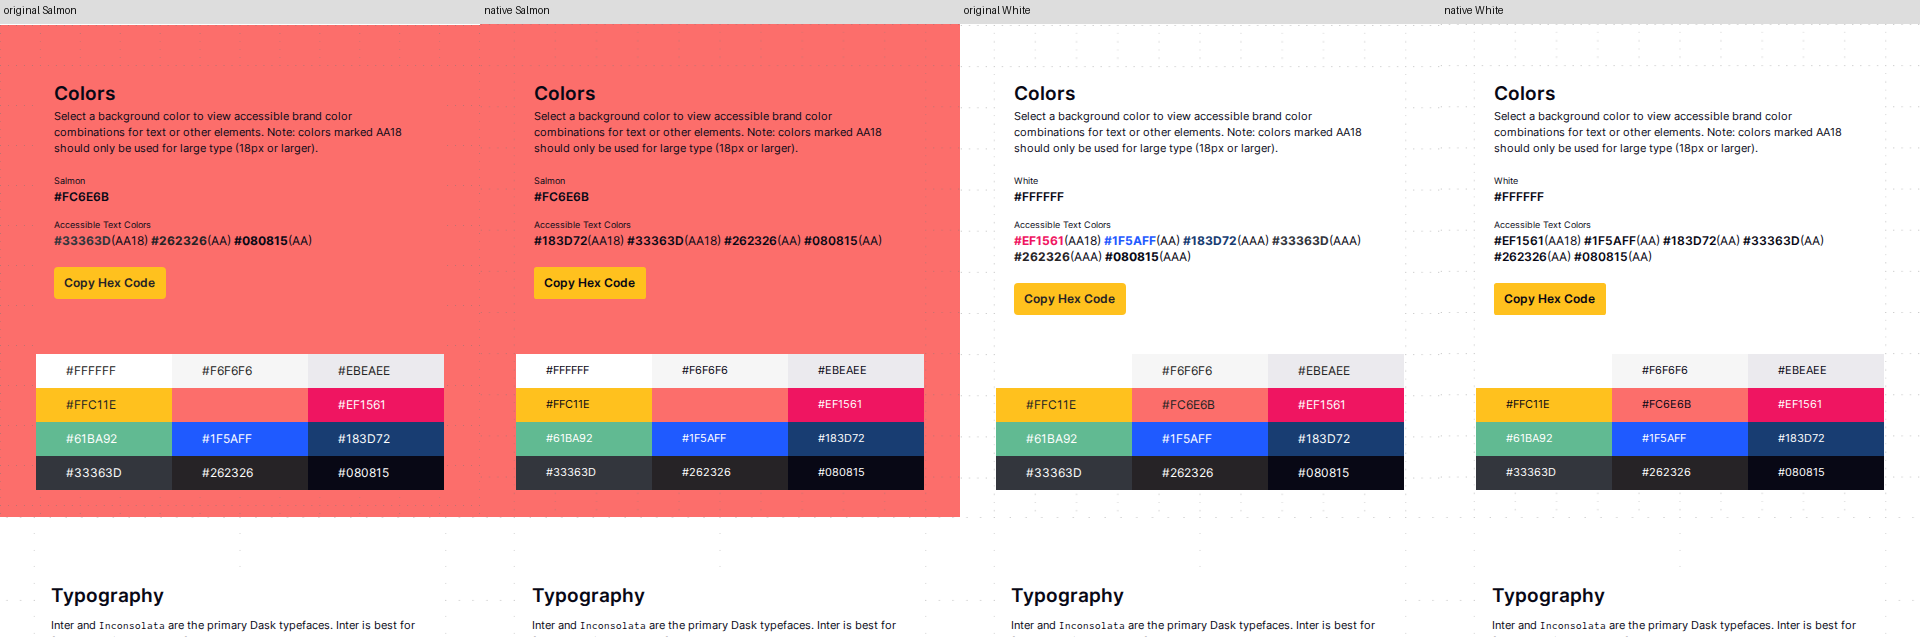 original Salmon
native Salmon
original White
native White
Colors
Select a background color to view accessible brand color
combinations for text or other elements. Note: colors marked AA18
should only be used for large type (18px or larger).
Salmon
#FC6E6B
Accessible Text Colors
#33363D(AA18) #262326(AA) #080815(AA)
Copy Hex Code
#FFFFFF
#F6F6F6
#EBEAEE
#FFC11E
#EF1561
#61BA92
#1F5AFF
#183D72
#33363D
#262326
#080815
Typography
Inter and Inconsolata are the primary Dask typefaces. Inter is best for
Colors
Select a background color to view accessible brand color
combinations for text or other elements. Note: colors marked AA18
should only be used for large type (18px or larger).
Salmon
#FC6E6B
Accessible Text Colors
#183D72(AA18) #33363D(AA18) #262326(AA) #080815(AA)
Copy Hex Code
#FFFFFF
#F6F6F6
#EBEAEE
#FFC11E
#EF1561
#61BA92
#1F5AFF
#183D72
#33363D
#262326
#080815
Typography
Inter and Inconsolata are the primary Dask typefaces. Inter is best for
Colors
Select a background color to view accessible brand color
combinations for text or other elements. Note: colors marked AA18
should only be used for large type (18px or larger).
White
#FFFFFF
Accessible Text Colors
#EF1561(AA18) #1F5AFF(AA) #183D72(AAA) #33363D(AAA)
#262326(AAA) #080815(AAA)
Copy Hex Code
#F6F6F6
#EBEAEE
#FFC11E
#FC6E6B
#EF1561
#61BA92
#1F5AFF
#183D72
#33363D
#262326
#080815
Typography
Inter and Inconsolata are the primary Dask typefaces. Inter is best for
Colors
Select a background color to view accessible brand color
combinations for text or other elements. Note: colors marked AA18
should only be used for large type (18px or larger).
White
#FFFFFF
Accessible Text Colors
#EF1561(AA18) #1F5AFF(AA) #183D72(AA) #33363D(AA)
#262326(AA) #080815(AA)
Copy Hex Code
#F6F6F6
#EBEAEE
#FFC11E
#FC6E6B
#EF1561
#61BA92
#1F5AFF
#183D72
#33363D
#262326
#080815
Typography
Inter and Inconsolata are the primary Dask typefaces. Inter is best for